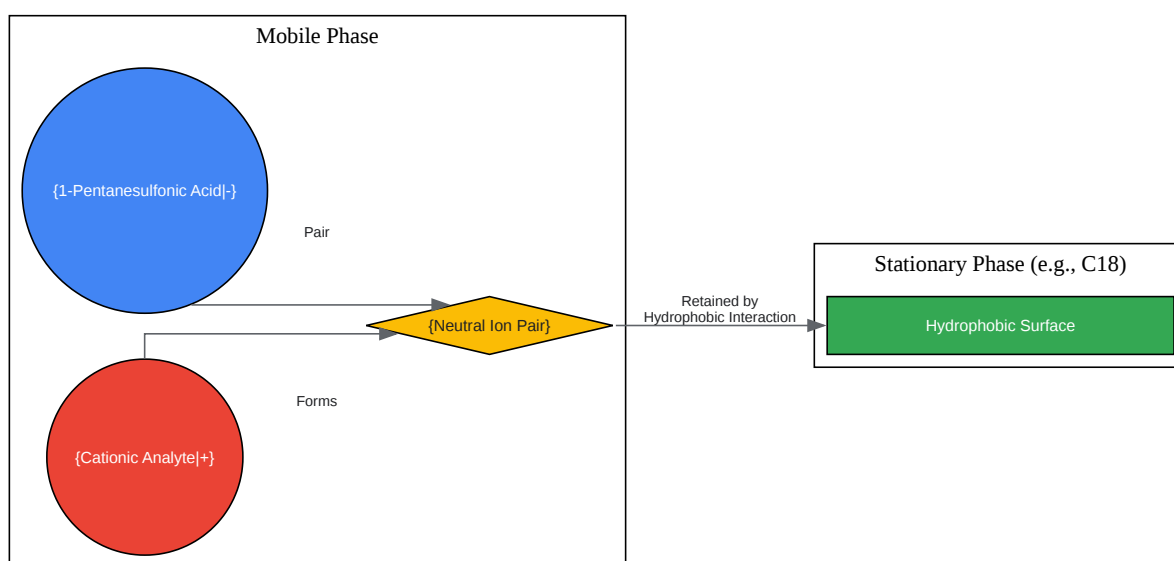 Mobile Phase
{1-Pentanesulfonic Acid|-}
Pair
{Neutral Ion Pair}
Forms
{Cationic Analyte|+}
Retained by
Hydrophobic Interaction
Stationary Phase (e.g., C18)
Hydrophobic Surface